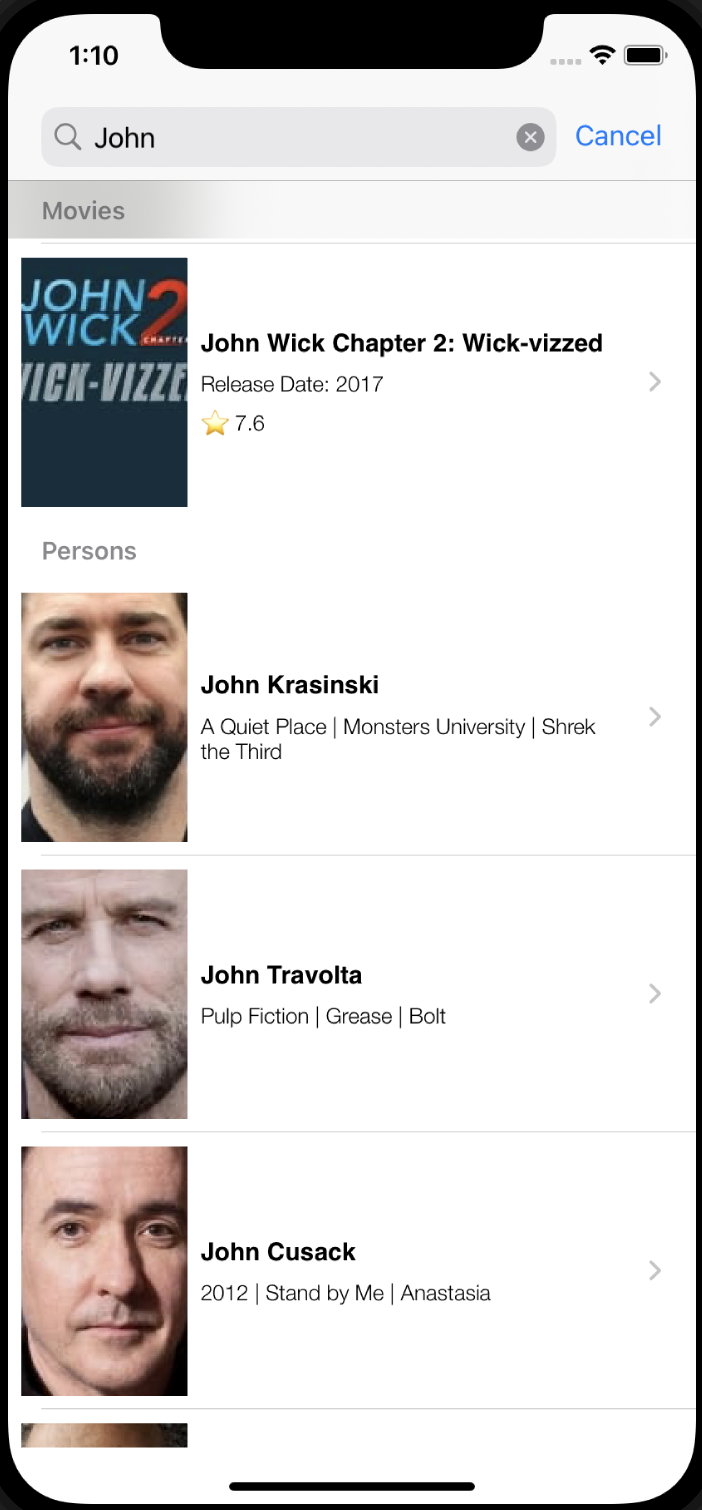 1:10
John
Cancel
Movies
JOHN 2
WICK CHAPTER
WICK-VIZZE
John Wick Chapter 2: Wick-vizzed
Release Date: 2017
⭐ 7.6
Persons
John Krasinski
A Quiet Place | Monsters University | Shrek
the Third
John Travolta
Pulp Fiction | Grease | Bolt
John Cusack
2012 | Stand by Me | Anastasia